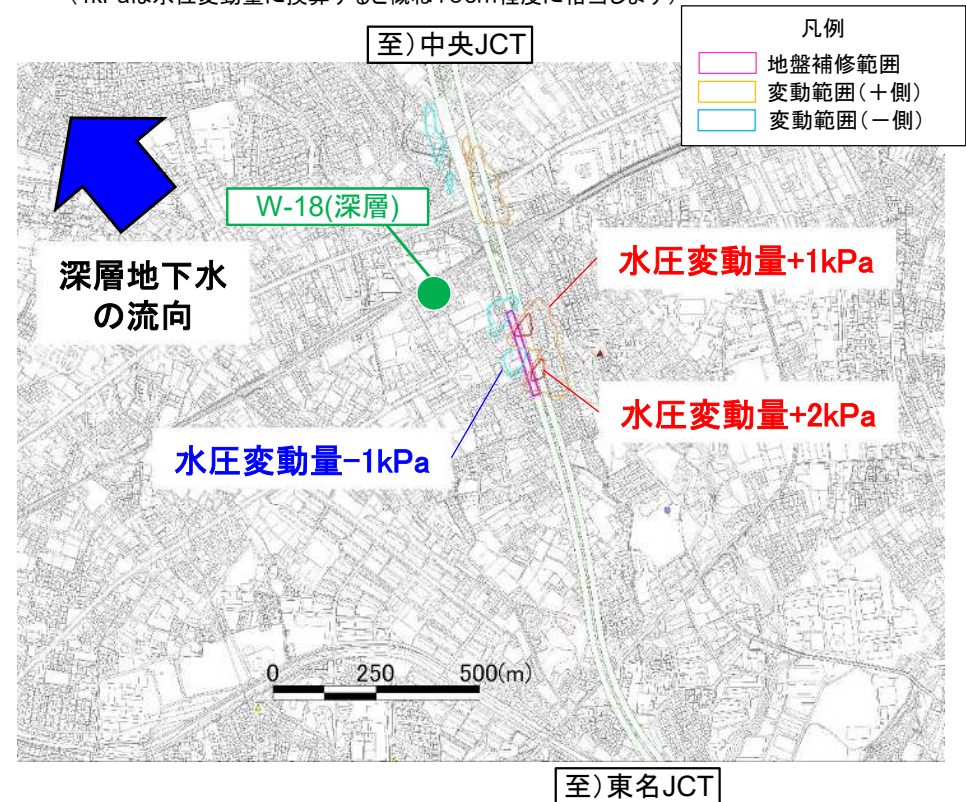 至）中央JCT
凡例
地盤補修範囲
変動範囲（＋側）
変動範囲（－側）
W-18(深層)
深層地下水
の流向
水圧変動量+1kPa
水圧変動量+2kPa
水圧変動量-1kPa
0 250 500(m)
至）東名JCT